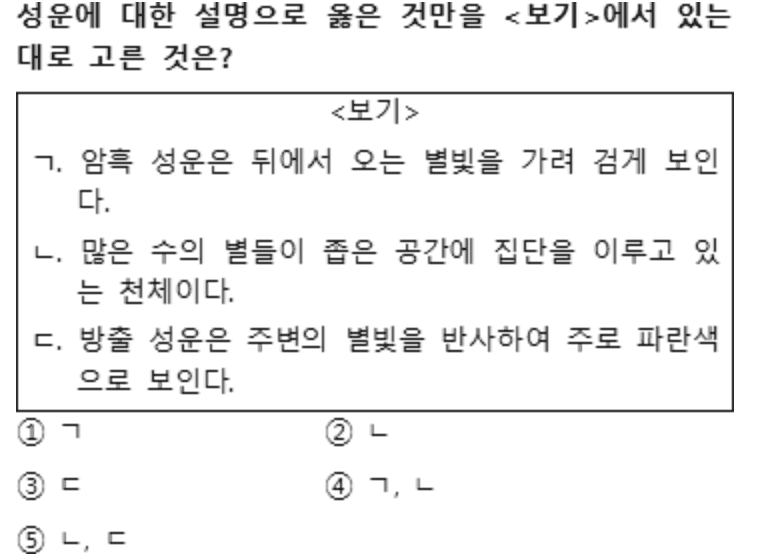 성운에 대한 설명으로 옳은 것만을 <보기>에서 있는
대로 고른 것은?
<보기>
ㄱ. 암흑 성운은 뒤에서 오는 별빛을 가려 검게 보인
다.
ㄴ. 많은 수의 별들이 좁은 공간에 집단을 이루고 있
는 천체이다.
ㄷ. 방출 성운은 주변의 별빛을 반사하여 주로 파란색
으로 보인다.
① ㄱ ② ㄴ
③ ㄷ ④ ㄱ, ㄴ
⑤ ㄴ, ㄷ